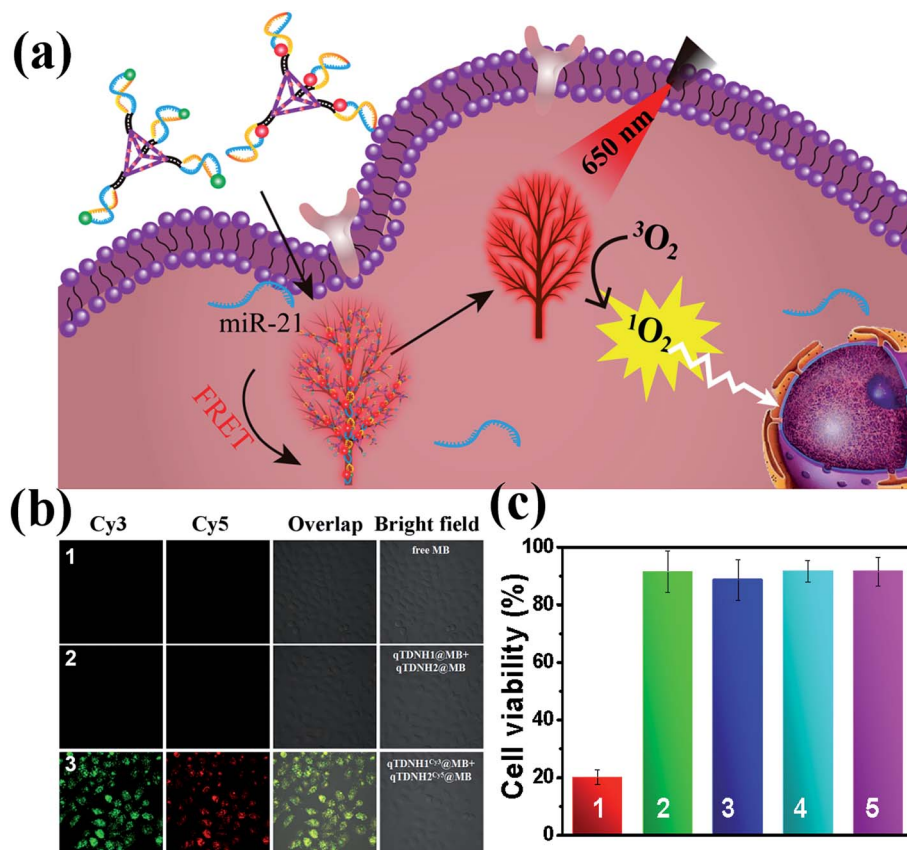 (a)
650 nm
³O₂
¹O₂
miR-21
FRET
(b)
Cy3 Cy5 Overlap Bright field
1
free MB
2
qTDNH1@MB+
qTDNH2@MB
3
qTDNH1ᶜʸ³@MB+
qTDNH2ᶜʸ⁵@MB
(c)
Cell viability (%)
100
80
60
40
20
0
1 2 3 4 5